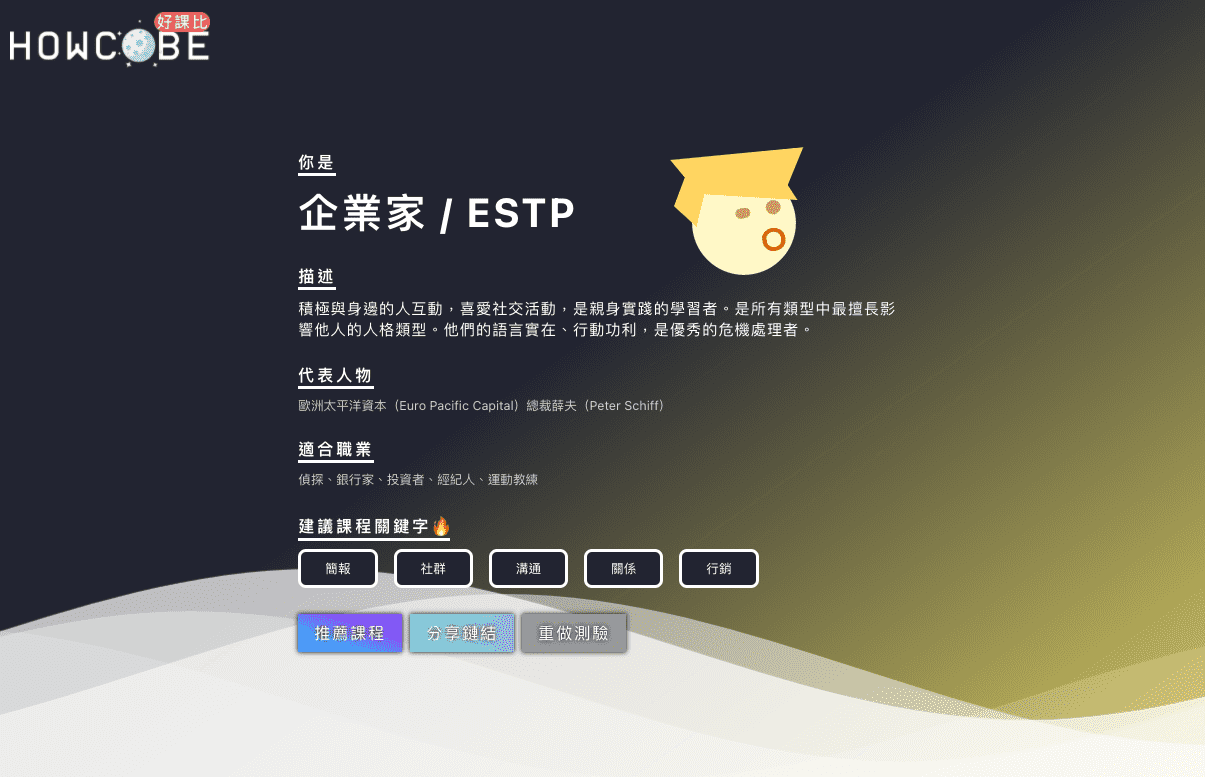 好課比
HOWCOBE
你是
企業家 / ESTP
描述
積極與身邊的人互動，喜愛社交活動，是親身實踐的學習者。是所有類型中最擅長影
響他人的人格類型。他們的語言實在、行動功利，是優秀的危機處理者。
代表人物
歐洲太平洋資本（Euro Pacific Capital）總裁薛夫（Peter Schiff）
適合職業
偵探、銀行家、投資者、經紀人、運動教練
建議課程關鍵字🔥
簡報 社群 溝通 關係 行銷
推薦課程 分享鏈結 重做測驗